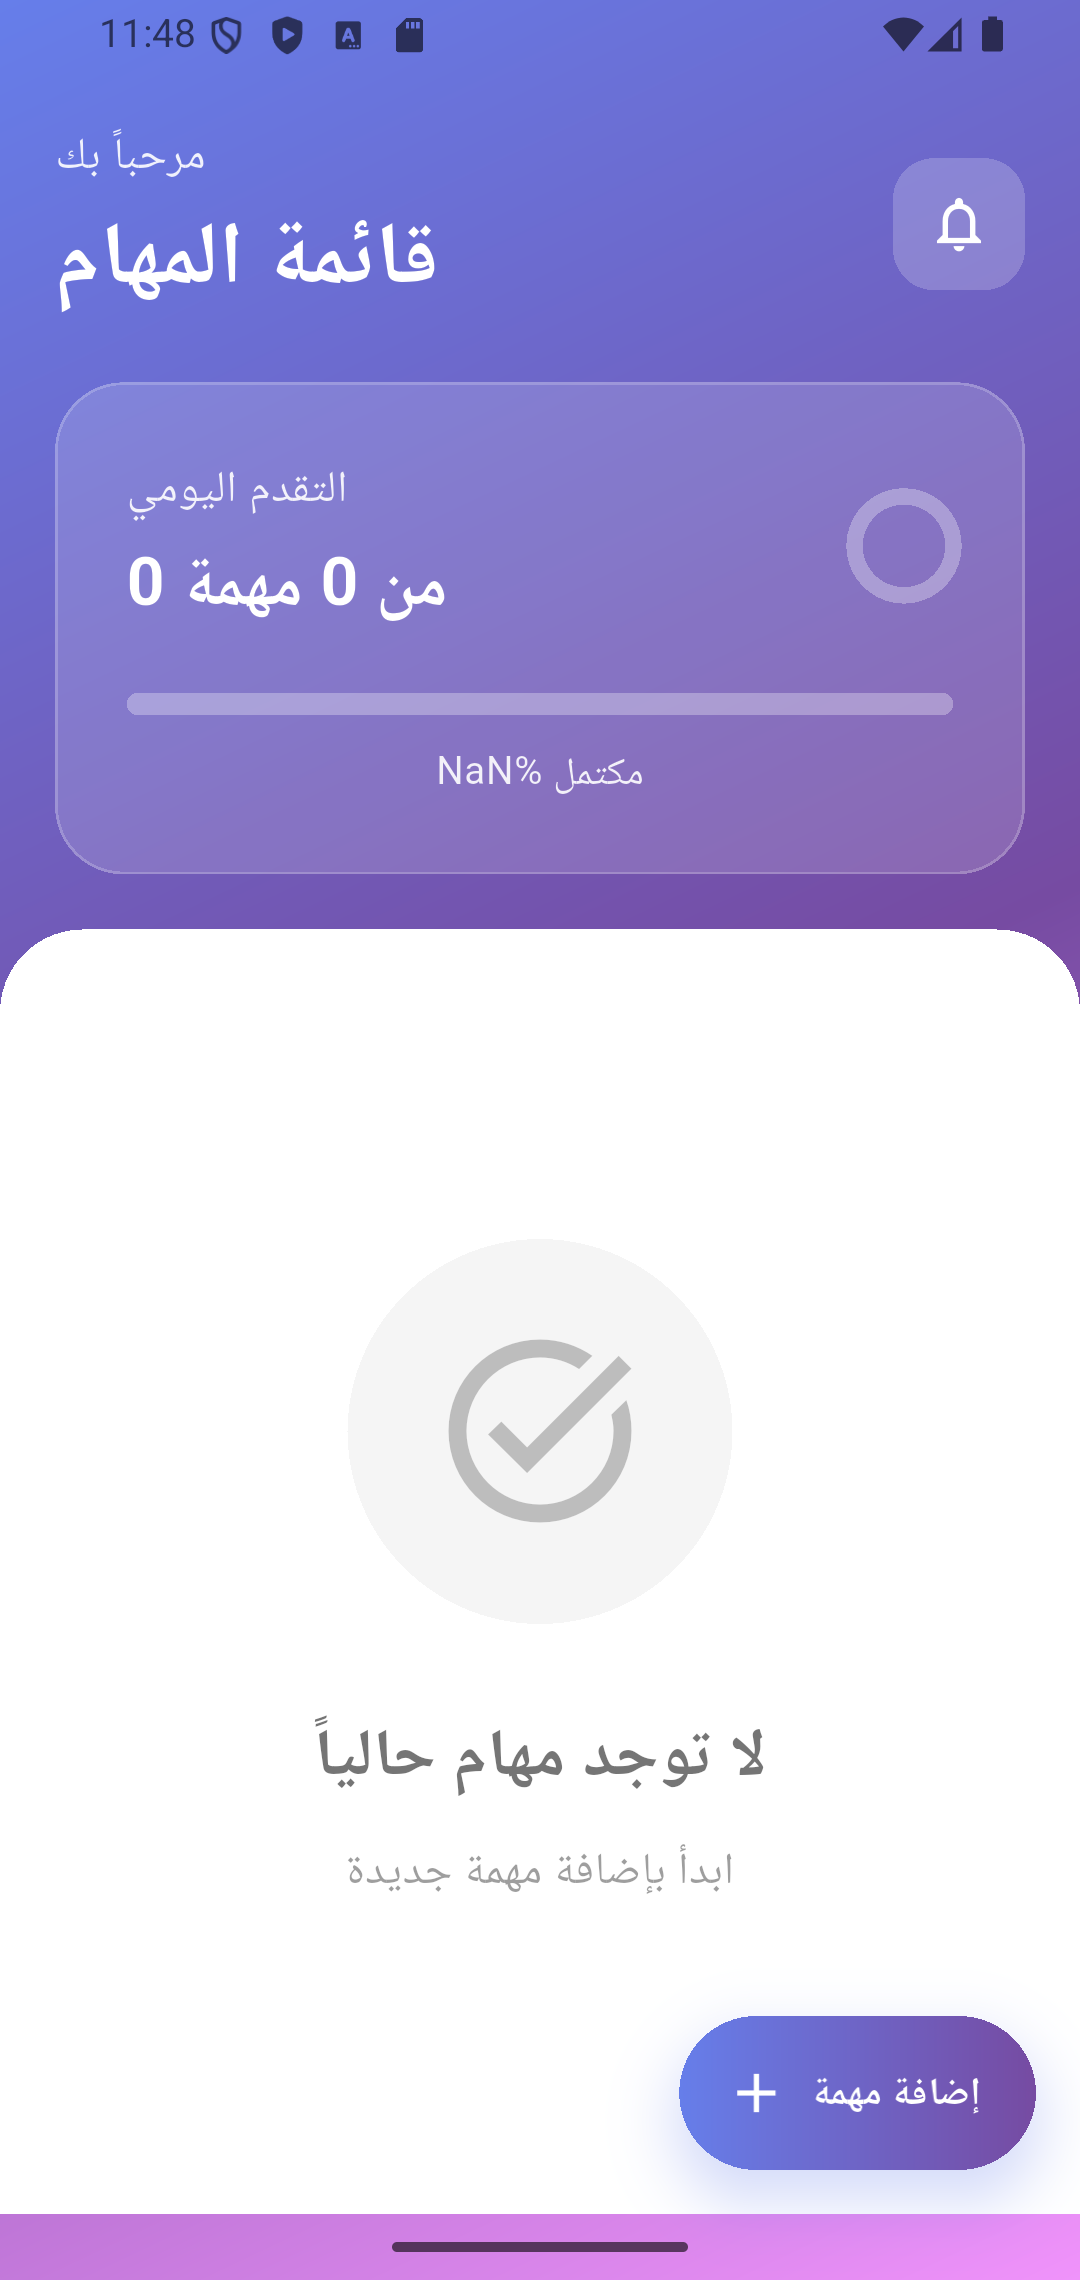 11:48
مرحباً بك
قائمة المهام
التقدم اليومي
0 من 0 مهمة
NaN% مكتمل
لا توجد مهام حالياً
ابدأ بإضافة مهمة جديدة
إضافة مهمة